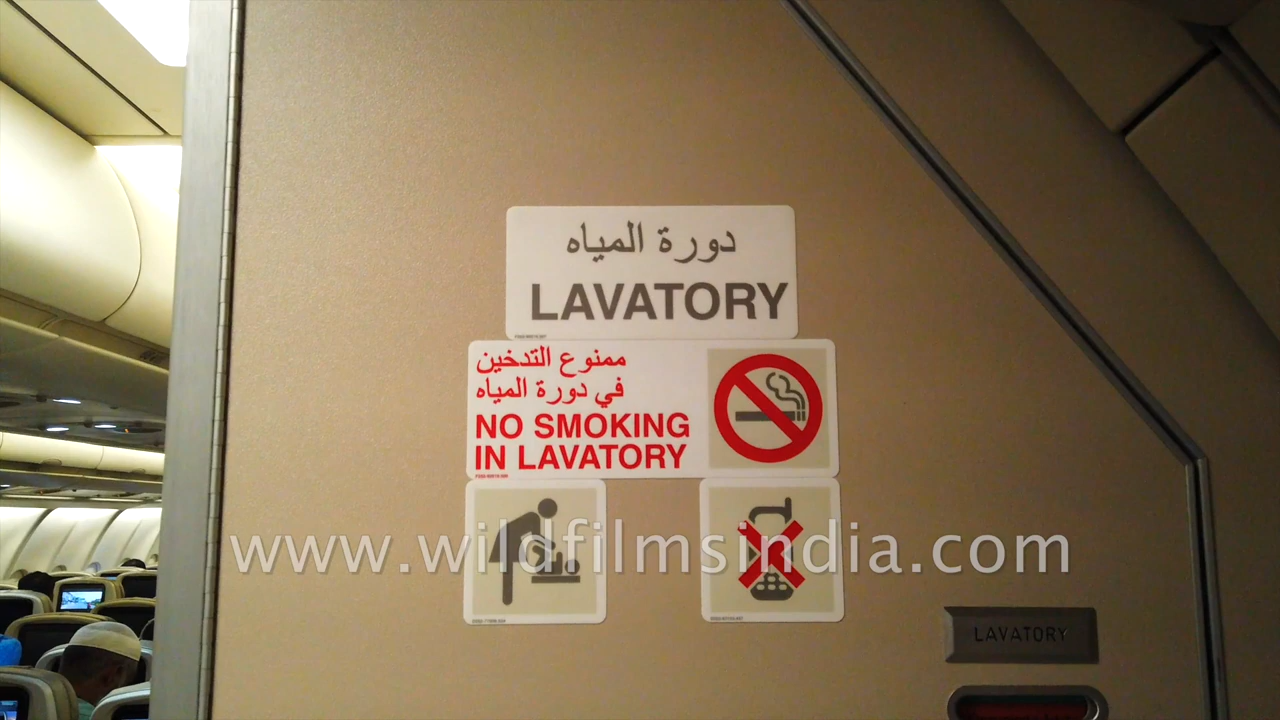 دورة المياه
LAVATORY
ممنوع التدخين
في دورة المياه
NO SMOKING
IN LAVATORY
www.wildfilmsindia.com
LAVATORY